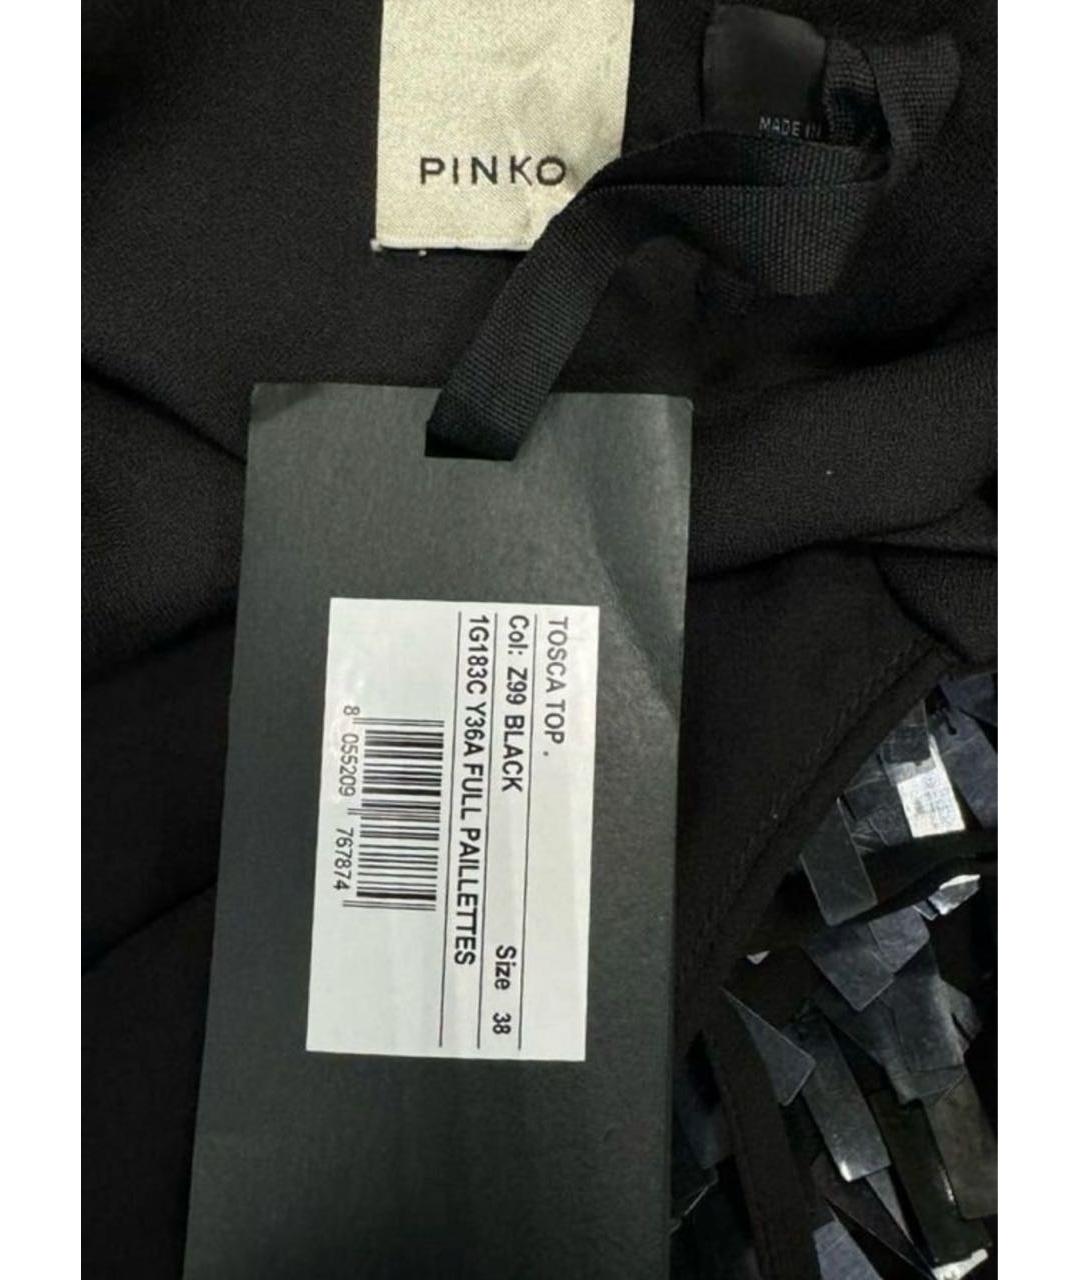 PINKO
MADE IN
TOSCA TOP .
Col: Z99 BLACK Size 38
1G183C Y36A FULL PAILLETTES
8 055209 767874